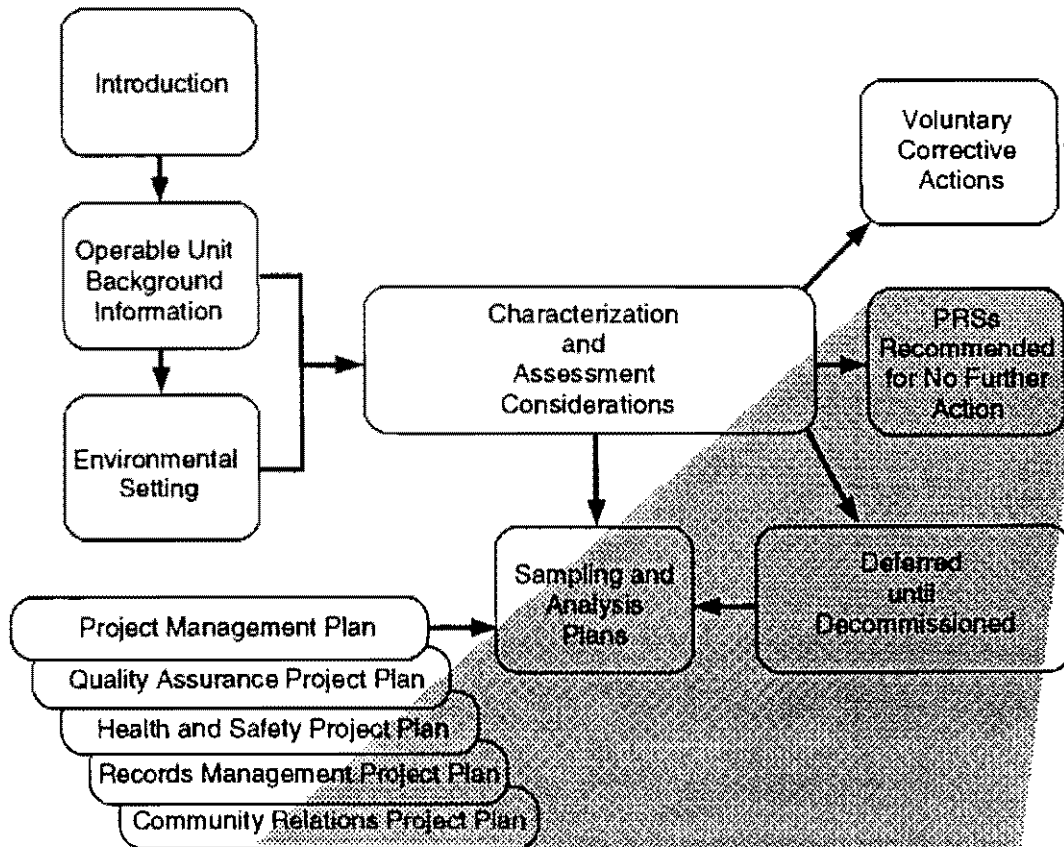 Introduction
Operable Unit
Background
Information
Environmental
Setting
Characterization
and
Assessment
Considerations
Voluntary
Corrective
Actions
PRSs
Recommended
for No Further
Action
Deferred
until
Decommissioned
Sampling and
Analysis
Plans
Project Management Plan
Quality Assurance Project Plan
Health and Safety Project Plan
Records Management Project Plan
Community Relations Project Plan